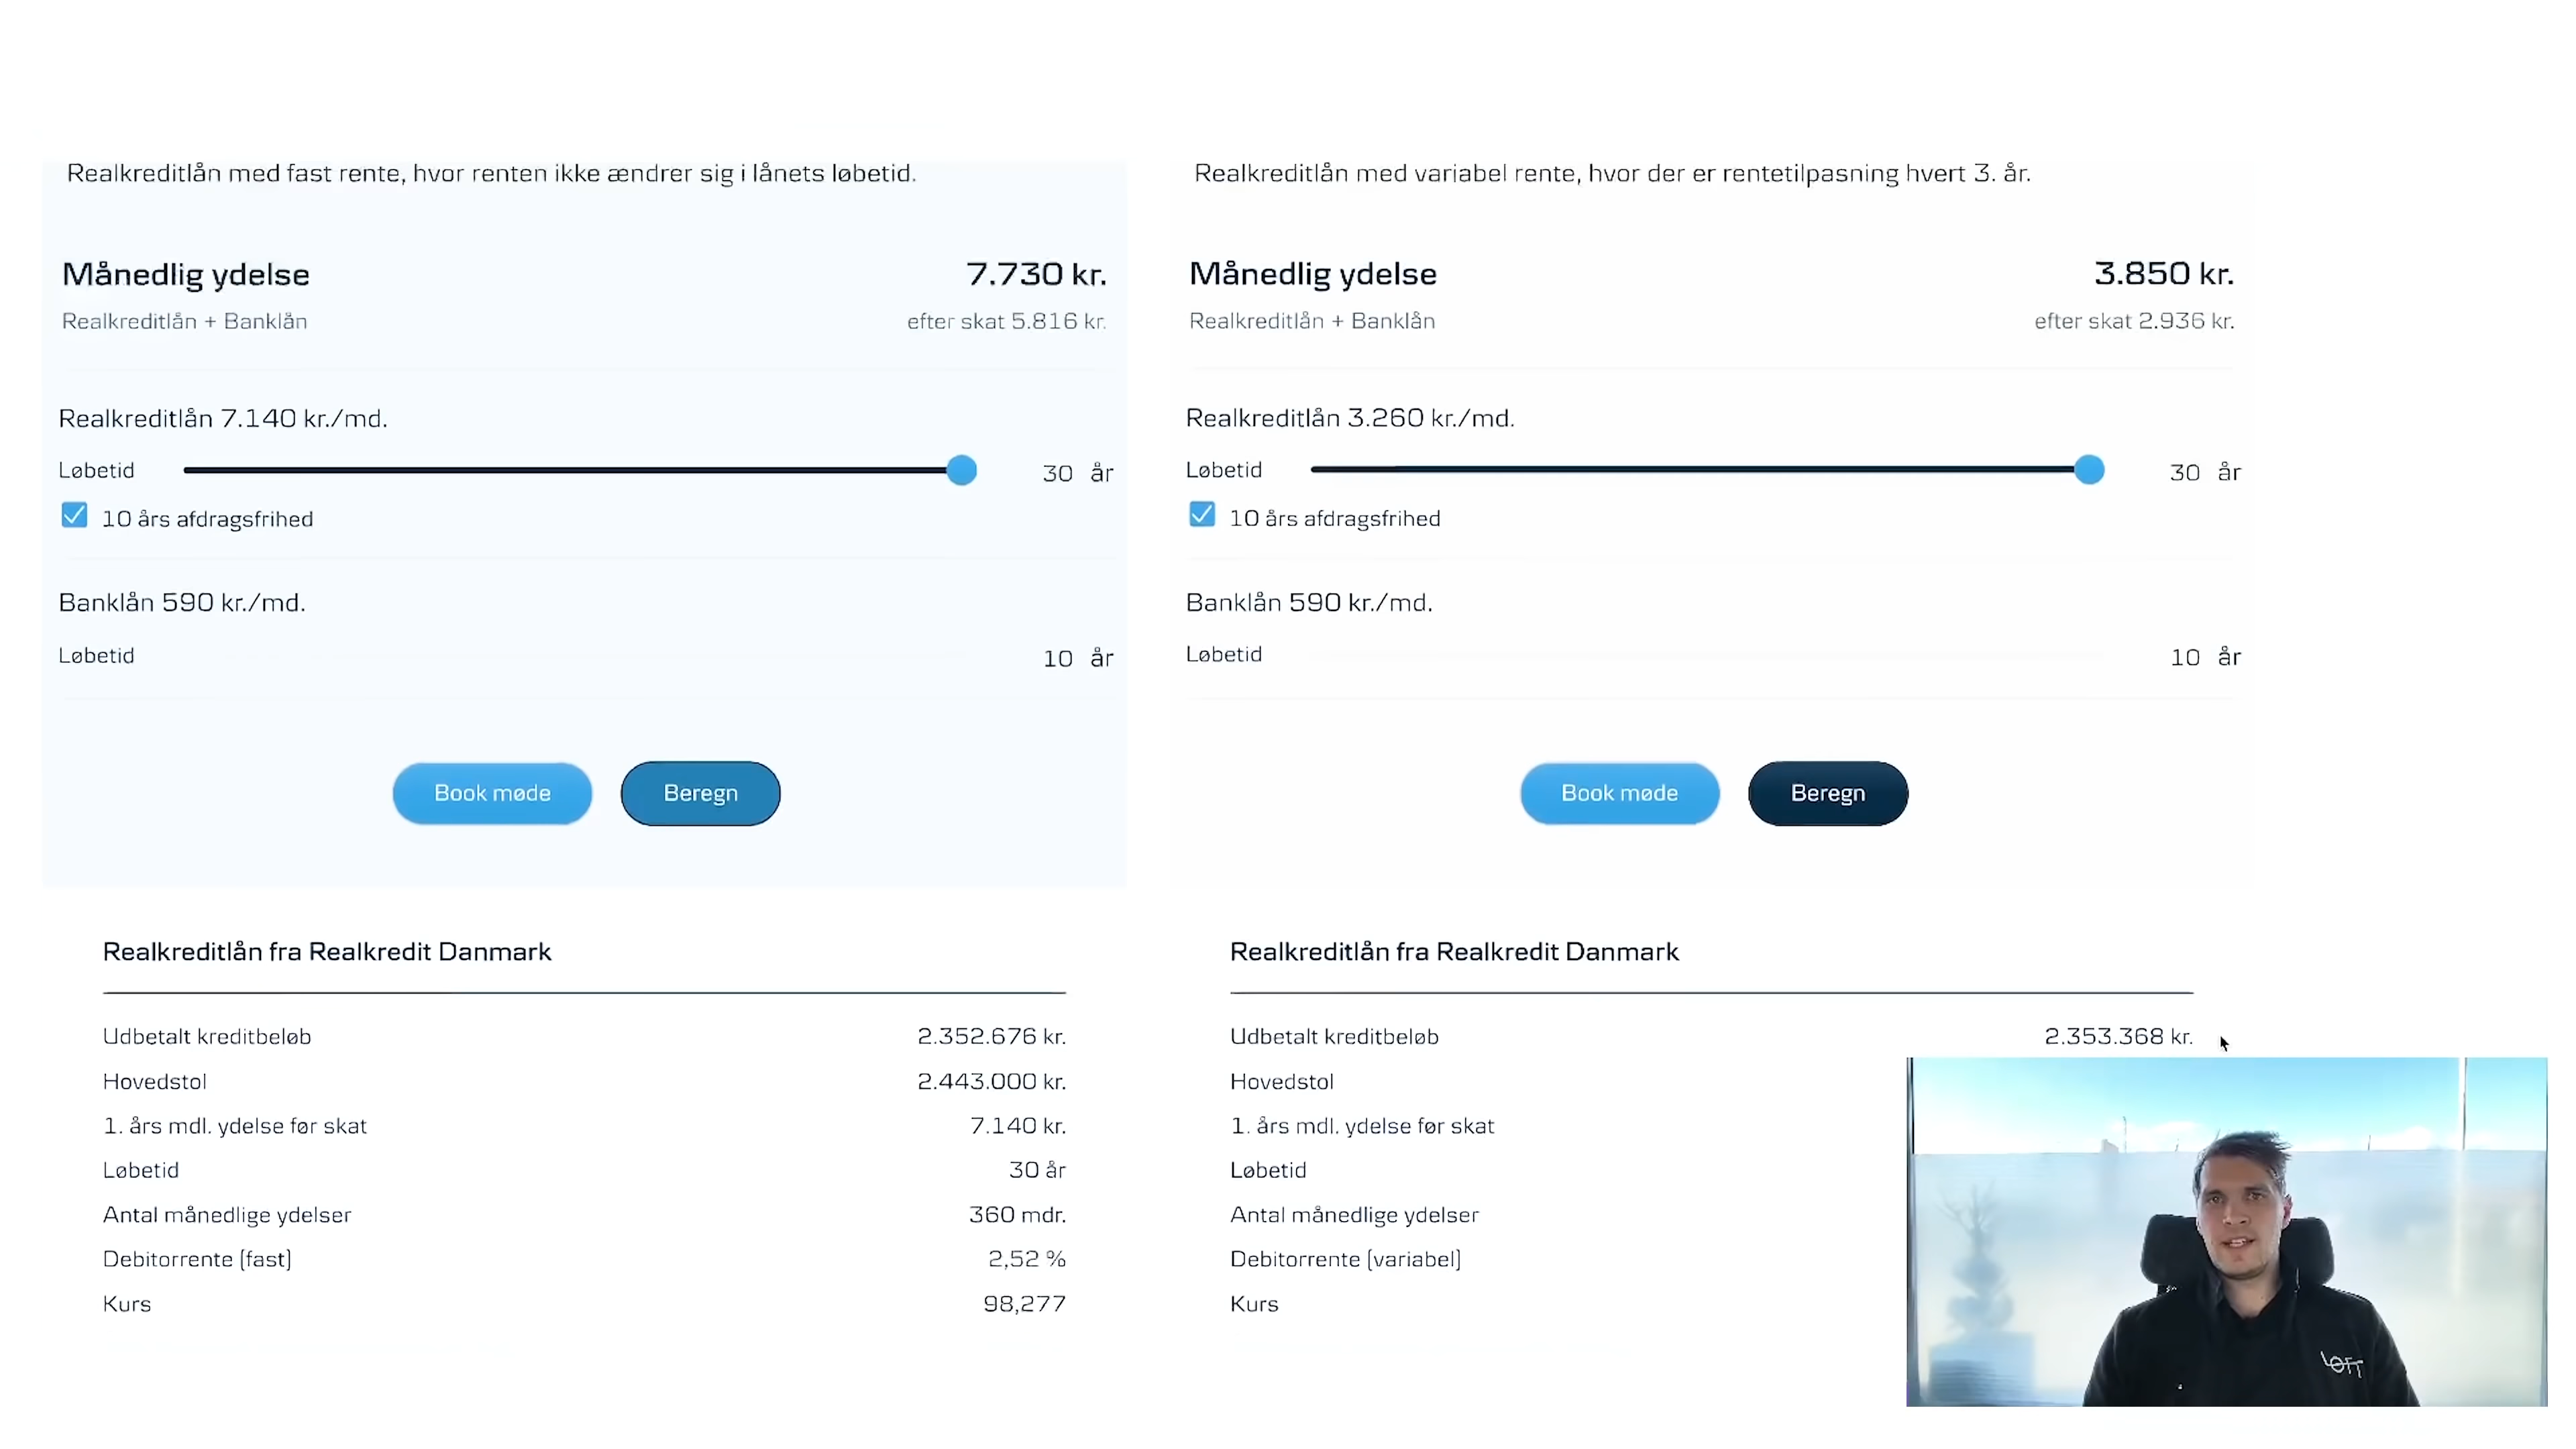 Realkreditlån med fast rente, hvor renten ikke ændrer sig i lånets løbetid.
Månedlig ydelse 7.730 kr.
Realkreditlån + Banklån efter skat 5.816 kr.
Realkreditlån 7.140 kr./md.
Løbetid 30 år
10 års afdragsfrihed
Banklån 590 kr./md.
Løbetid 10 år
Book møde Beregn
Realkreditlån fra Realkredit Danmark
Udbetalt kreditbeløb 2.352.676 kr.
Hovedstol 2.443.000 kr.
1. års mdl. ydelse før skat 7.140 kr.
Løbetid 30 år
Antal månedlige ydelser 360 mdr.
Debitorrente (fast) 2,52 %
Kurs 98,277
Realkreditlån med variabel rente, hvor der er rentetilpasning hvert 3. år.
Månedlig ydelse 3.850 kr.
Realkreditlån + Banklån efter skat 2.936 kr.
Realkreditlån 3.260 kr./md.
Løbetid 30 år
10 års afdragsfrihed
Banklån 590 kr./md.
Løbetid 10 år
Book møde Beregn
Realkreditlån fra Realkredit Danmark
Udbetalt kreditbeløb 2.353.368 kr.
Hovedstol
1. års mdl. ydelse før skat
Løbetid
Antal månedlige ydelser
Debitorrente (variabel)
Kurs
LOFT